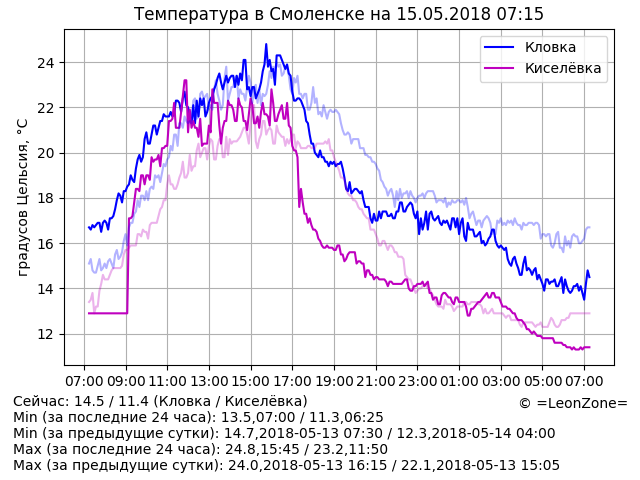 Температура в Смоленске на 15.05.2018 07:15
Кловка
Киселёвка
градусов Цельсия, °C
24
22
20
18
16
14
12
07:00 09:00 11:00 13:00 15:00 17:00 19:00 21:00 23:00 01:00 03:00 05:00 07:00
Сейчас: 14.5 / 11.4 (Кловка / Киселёвка)
© =LeonZone=
Min (за последние 24 часа): 13.5,07:00 / 11.3,06:25
Min (за предыдущие сутки): 14.7,2018-05-13 07:30 / 12.3,2018-05-14 04:00
Max (за последние 24 часа): 24.8,15:45 / 23.2,11:50
Max (за предыдущие сутки): 24.0,2018-05-13 16:15 / 22.1,2018-05-13 15:05